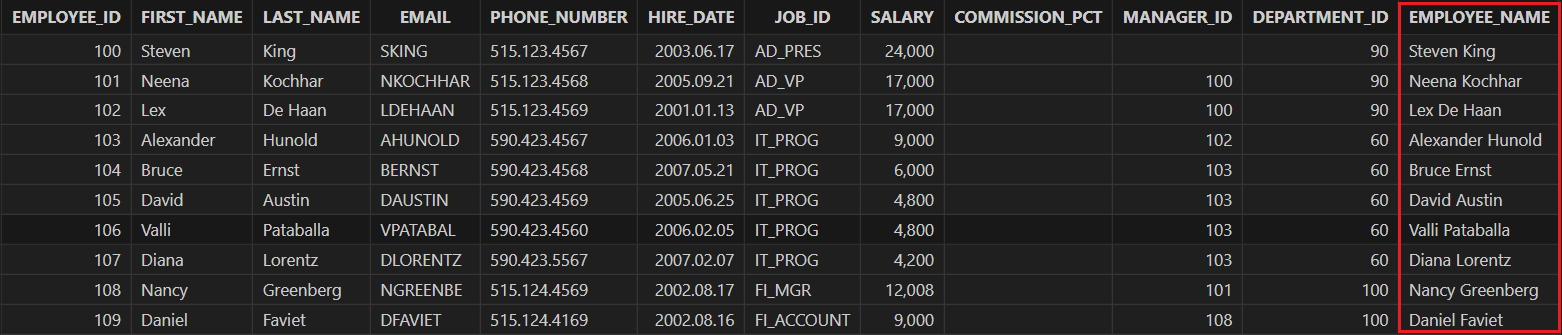 EMPLOYEE_ID FIRST_NAME LAST_NAME EMAIL PHONE_NUMBER HIRE_DATE JOB_ID SALARY COMMISSION_PCT MANAGER_ID DEPARTMENT_ID EMPLOYEE_NAME
100 Steven King SKING 515.123.4567 2003.06.17 AD_PRES 24,000 90 Steven King
101 Neena Kochhar NKOCHHAR 515.123.4568 2005.09.21 AD_VP 17,000 100 90 Neena Kochhar
102 Lex De Haan LDEHAAN 515.123.4569 2001.01.13 AD_VP 17,000 100 90 Lex De Haan
103 Alexander Hunold AHUNOLD 590.423.4567 2006.01.03 IT_PROG 9,000 102 60 Alexander Hunold
104 Bruce Ernst BERNST 590.423.4568 2007.05.21 IT_PROG 6,000 103 60 Bruce Ernst
105 David Austin DAUSTIN 590.423.4569 2005.06.25 IT_PROG 4,800 103 60 David Austin
106 Valli Pataballa VPATABAL 590.423.4560 2006.02.05 IT_PROG 4,800 103 60 Valli Pataballa
107 Diana Lorentz DLORENTZ 590.423.5567 2007.02.07 IT_PROG 4,200 103 60 Diana Lorentz
108 Nancy Greenberg NGREENBE 515.124.4569 2002.08.17 FI_MGR 12,008 101 100 Nancy Greenberg
109 Daniel Faviet DFAVIET 515.124.4169 2002.08.16 FI_ACCOUNT 9,000 108 100 Daniel Faviet